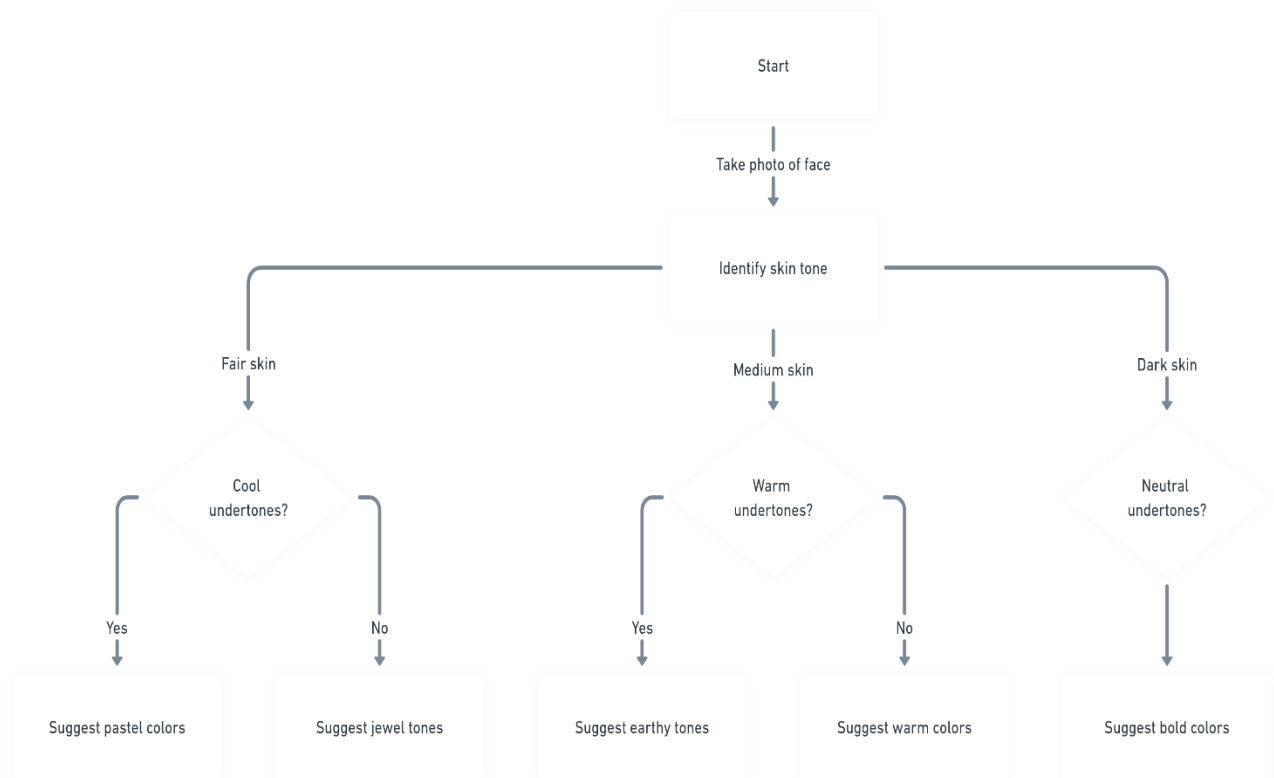 Start
Take photo of face
Identify skin tone
Fair skin
Medium skin
Dark skin
Cool
undertones?
Warm
undertones?
Neutral
undertones?
Yes
No
Yes
No
Suggest pastel colors
Suggest jewel tones
Suggest earthy tones
Suggest warm colors
Suggest bold colors